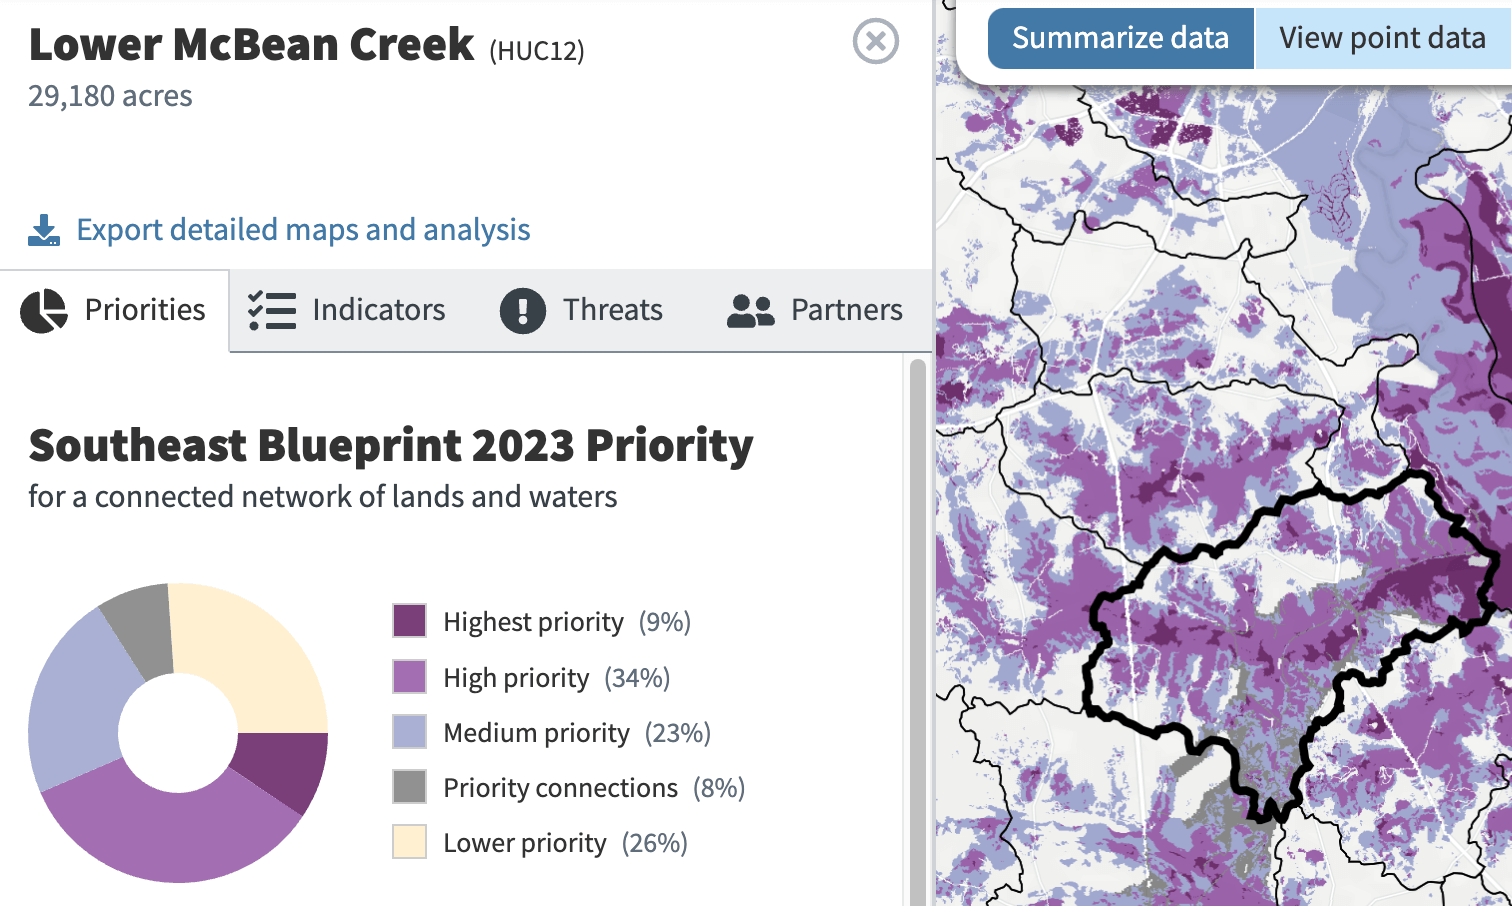 Lower McBean Creek (HUC12)
29,180 acres
Export detailed maps and analysis
Priorities
Indicators
Threats
Partners
Southeast Blueprint 2023 Priority
for a connected network of lands and waters
Highest priority (9%)
High priority (34%)
Medium priority (23%)
Priority connections (8%)
Lower priority (26%)
Summarize data
View point data